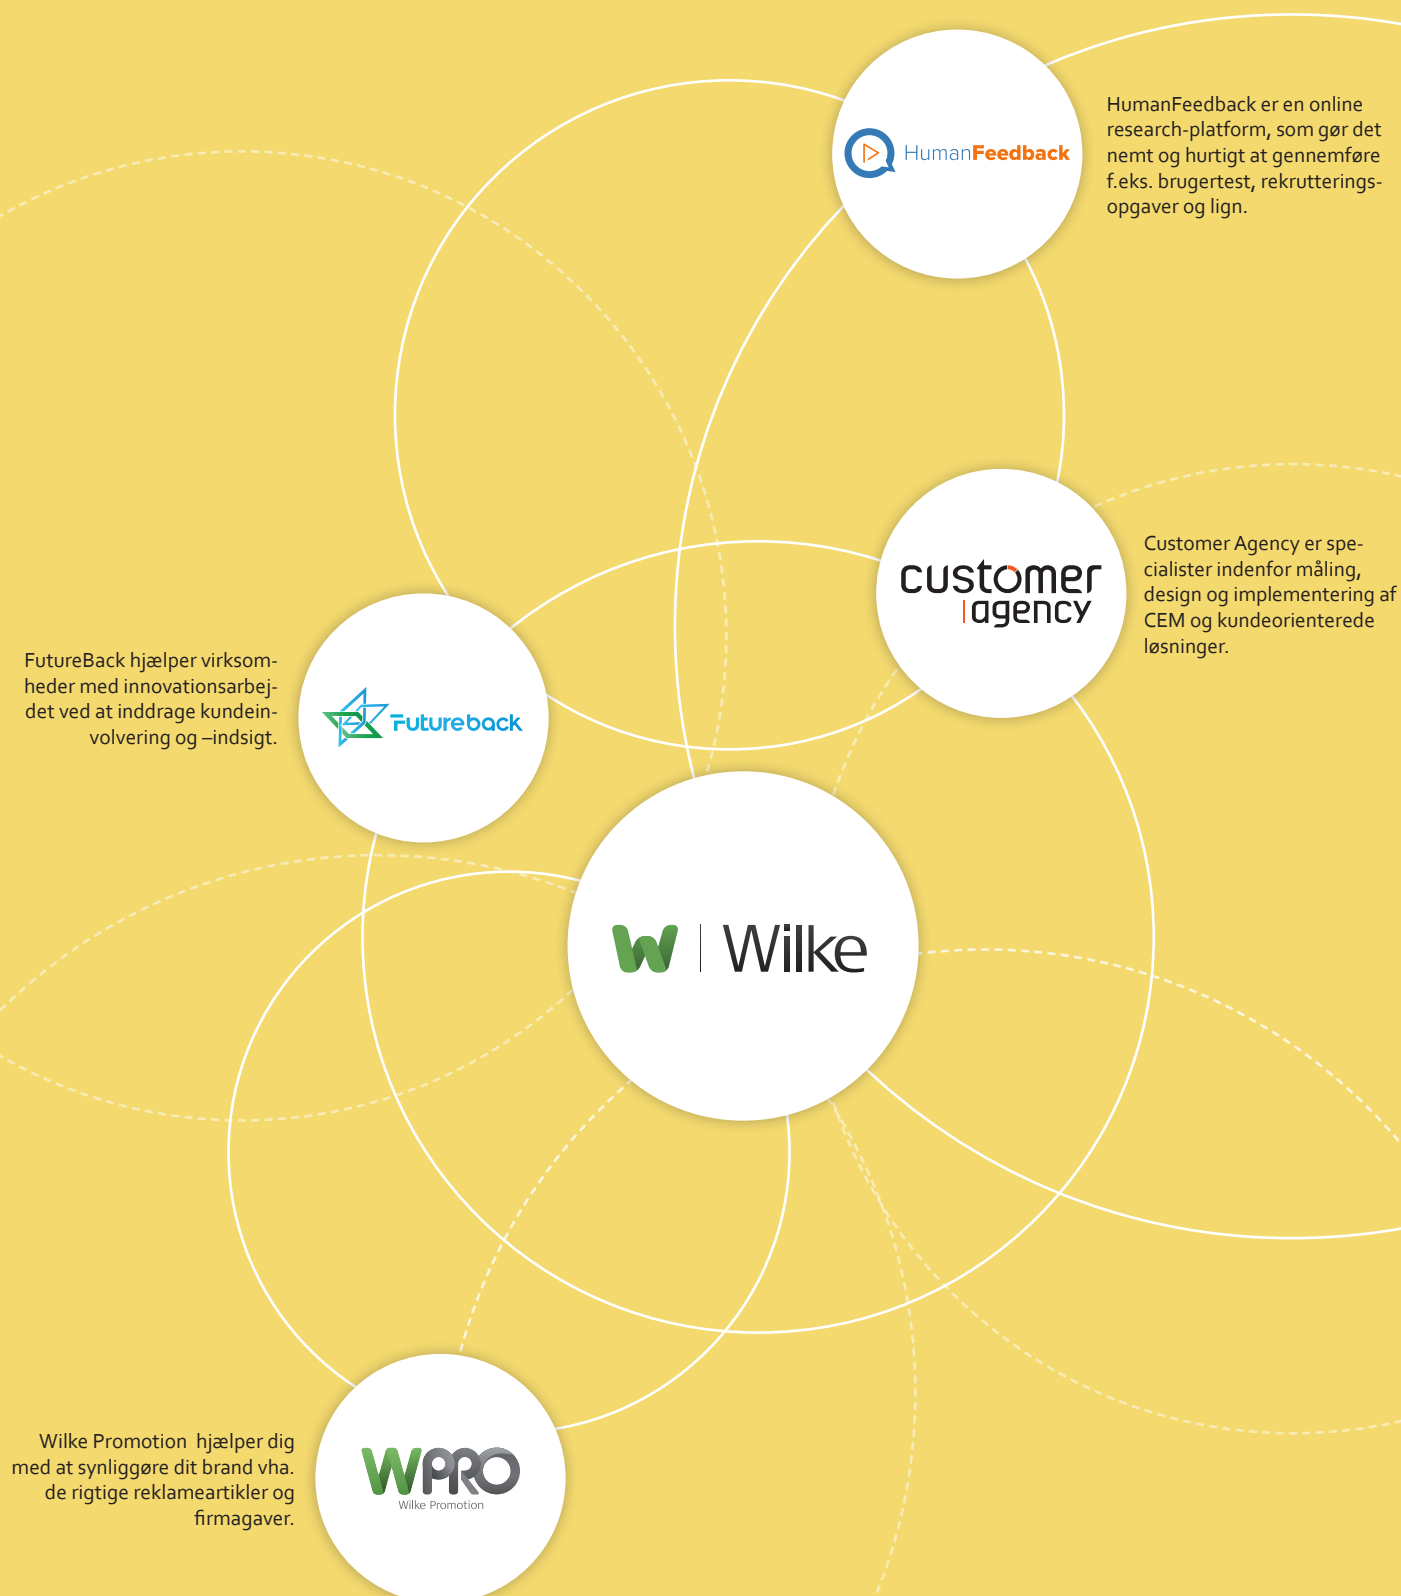 HumanFeedback
HumanFeedback er en online
research-platform, som gør det
nemt og hurtigt at gennemføre
f.eks. brugertest, rekrutterings-
opgaver og lign.
customer
agency
Customer Agency er spe-
cialister indenfor måling,
design og implementering af
CEM og kundeorienterede
løsninger.
FutureBack hjælper virksom-
heder med innovationsarbej-
det ved at inddrage kundein-
volvering og –indsigt.
Futureback
W | Wilke
Wilke Promotion  hjælper dig
med at synliggøre dit brand vha.
de rigtige reklameartikler og
firmagaver.
WPRO
Wilke Promotion